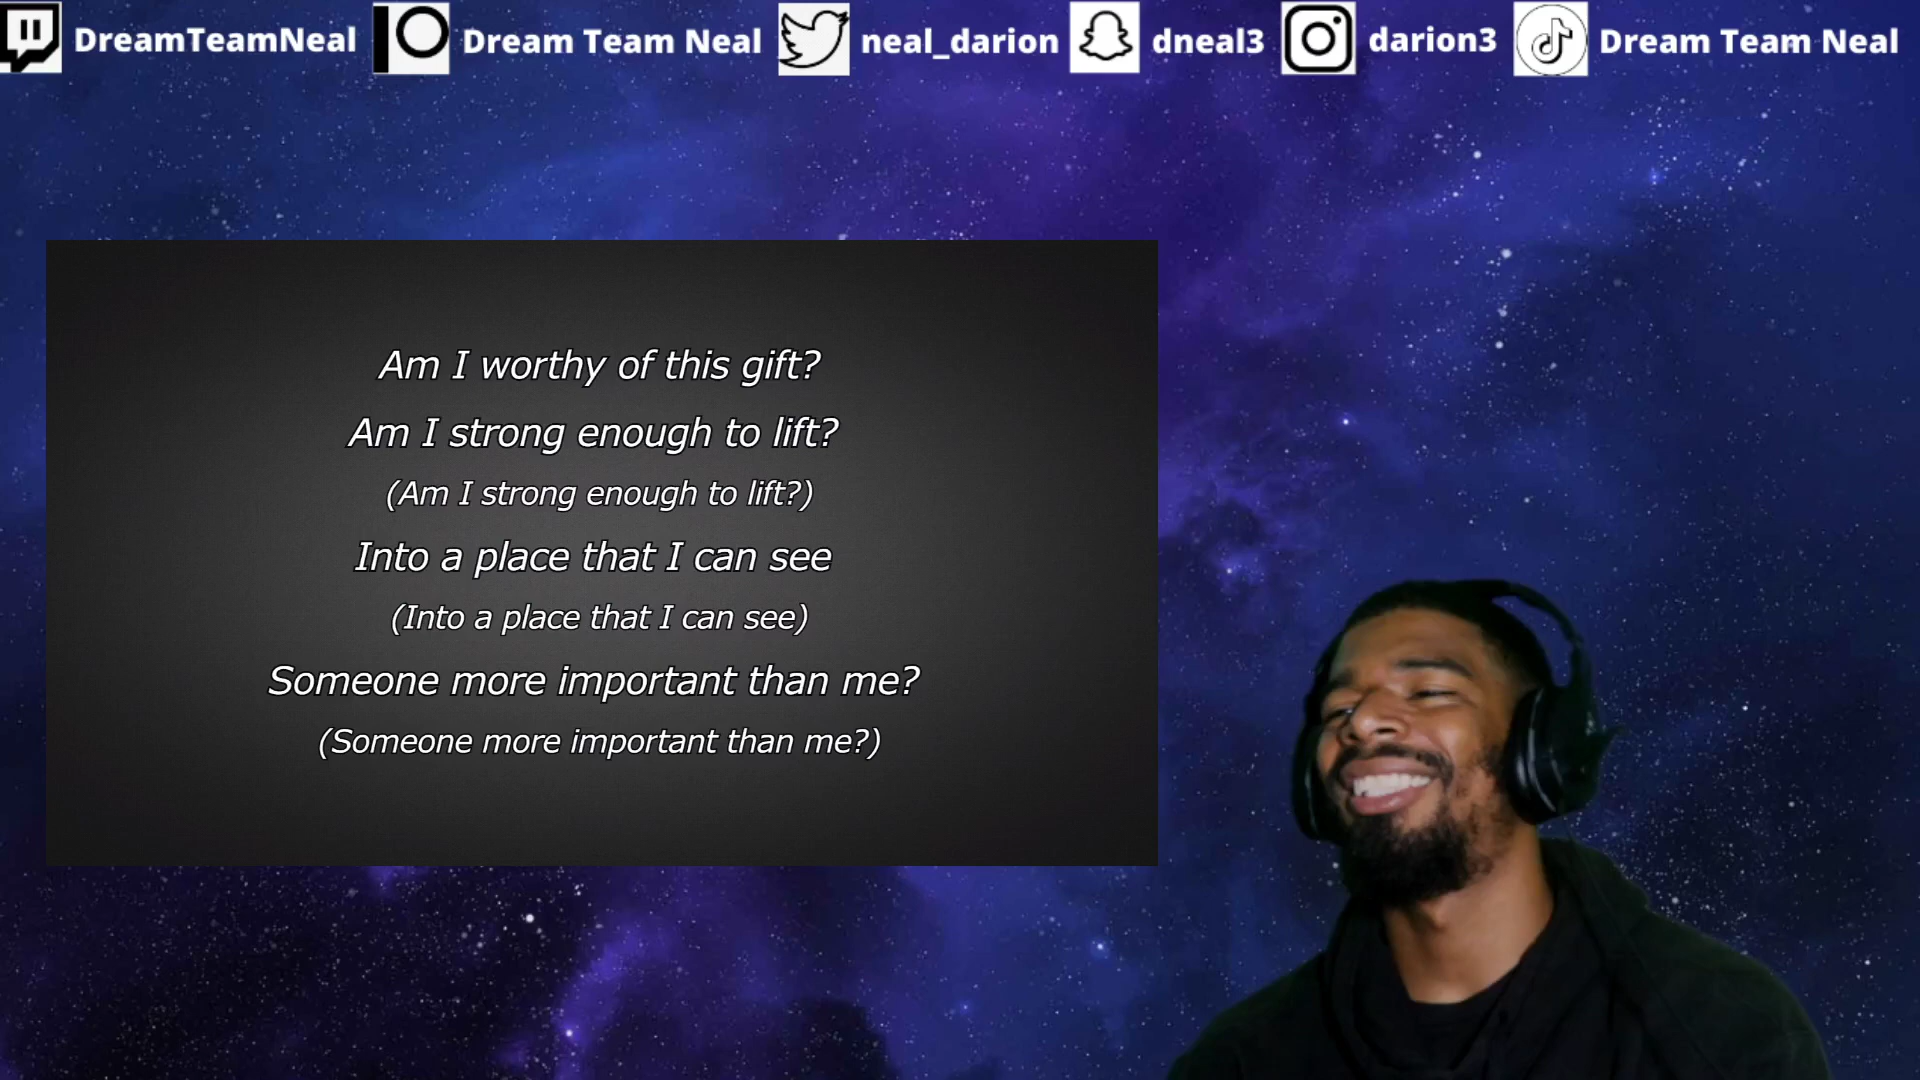 DreamTeamNeal Dream Team Neal neal_darion dneal3 darion3 Dream Team Neal
Am I worthy of this gift?
Am I strong enough to lift?
(Am I strong enough to lift?)
Into a place that I can see
(Into a place that I can see)
Someone more important than me?
(Someone more important than me?)